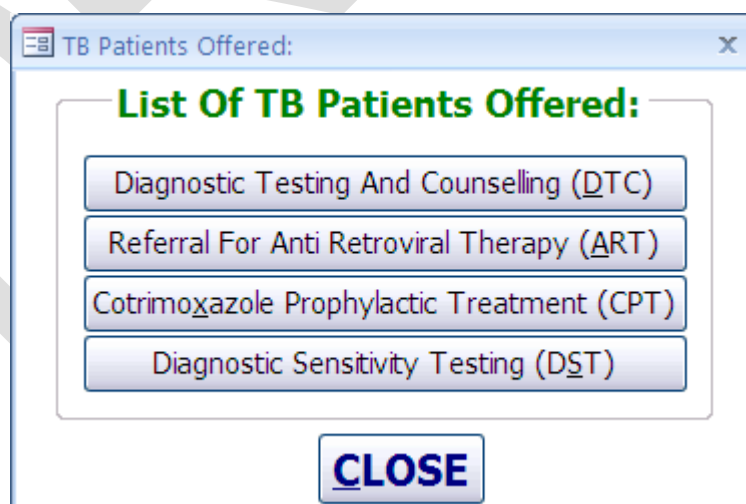 TB Patients Offered:
List Of TB Patients Offered:
Diagnostic Testing And Counselling (DTC)
Referral For Anti Retroviral Therapy (ART)
Cotrimoxazole Prophylactic Treatment (CPT)
Diagnostic Sensitivity Testing (DST)
CLOSE